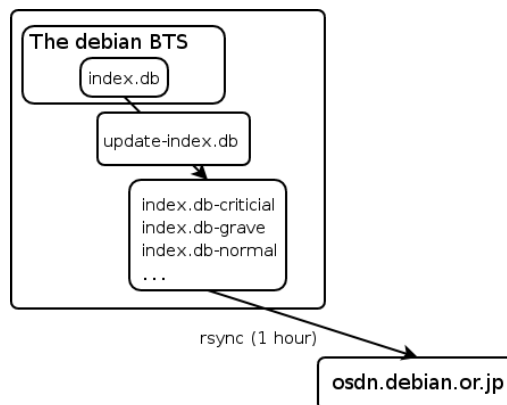 The debian BTS
index.db
update-index.db
index.db-criticial
index.db-grave
index.db-normal
...
rsync (1 hour)
osdn.debian.or.jp